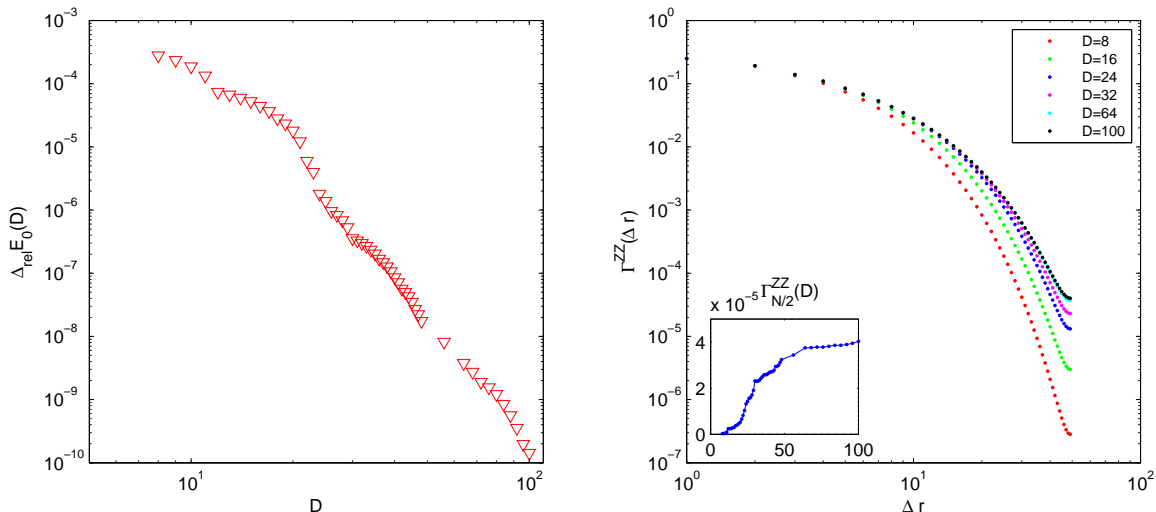 10^-3
10^-4
10^-5
10^-6
10^-7
10^-8
10^-9
10^-10
Δ_rel E_0(D)
10^1
10^2
D
10^0
10^-1
10^-2
10^-3
10^-4
10^-5
10^-6
10^-7
Γ^ZZ(Δ r)
10^0
10^1
10^2
Δ r
D=8
D=16
D=24
D=32
D=64
D=100
x 10^-5 Γ^ZZ_N/2(D)
4
2
0
0
50
100